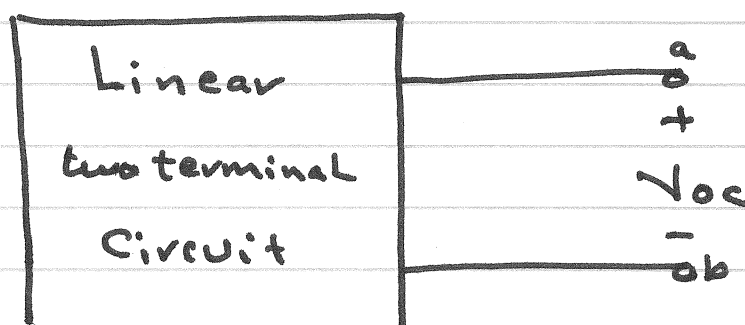 Linear
two terminal
Circuit
a
+
Voc
-
b